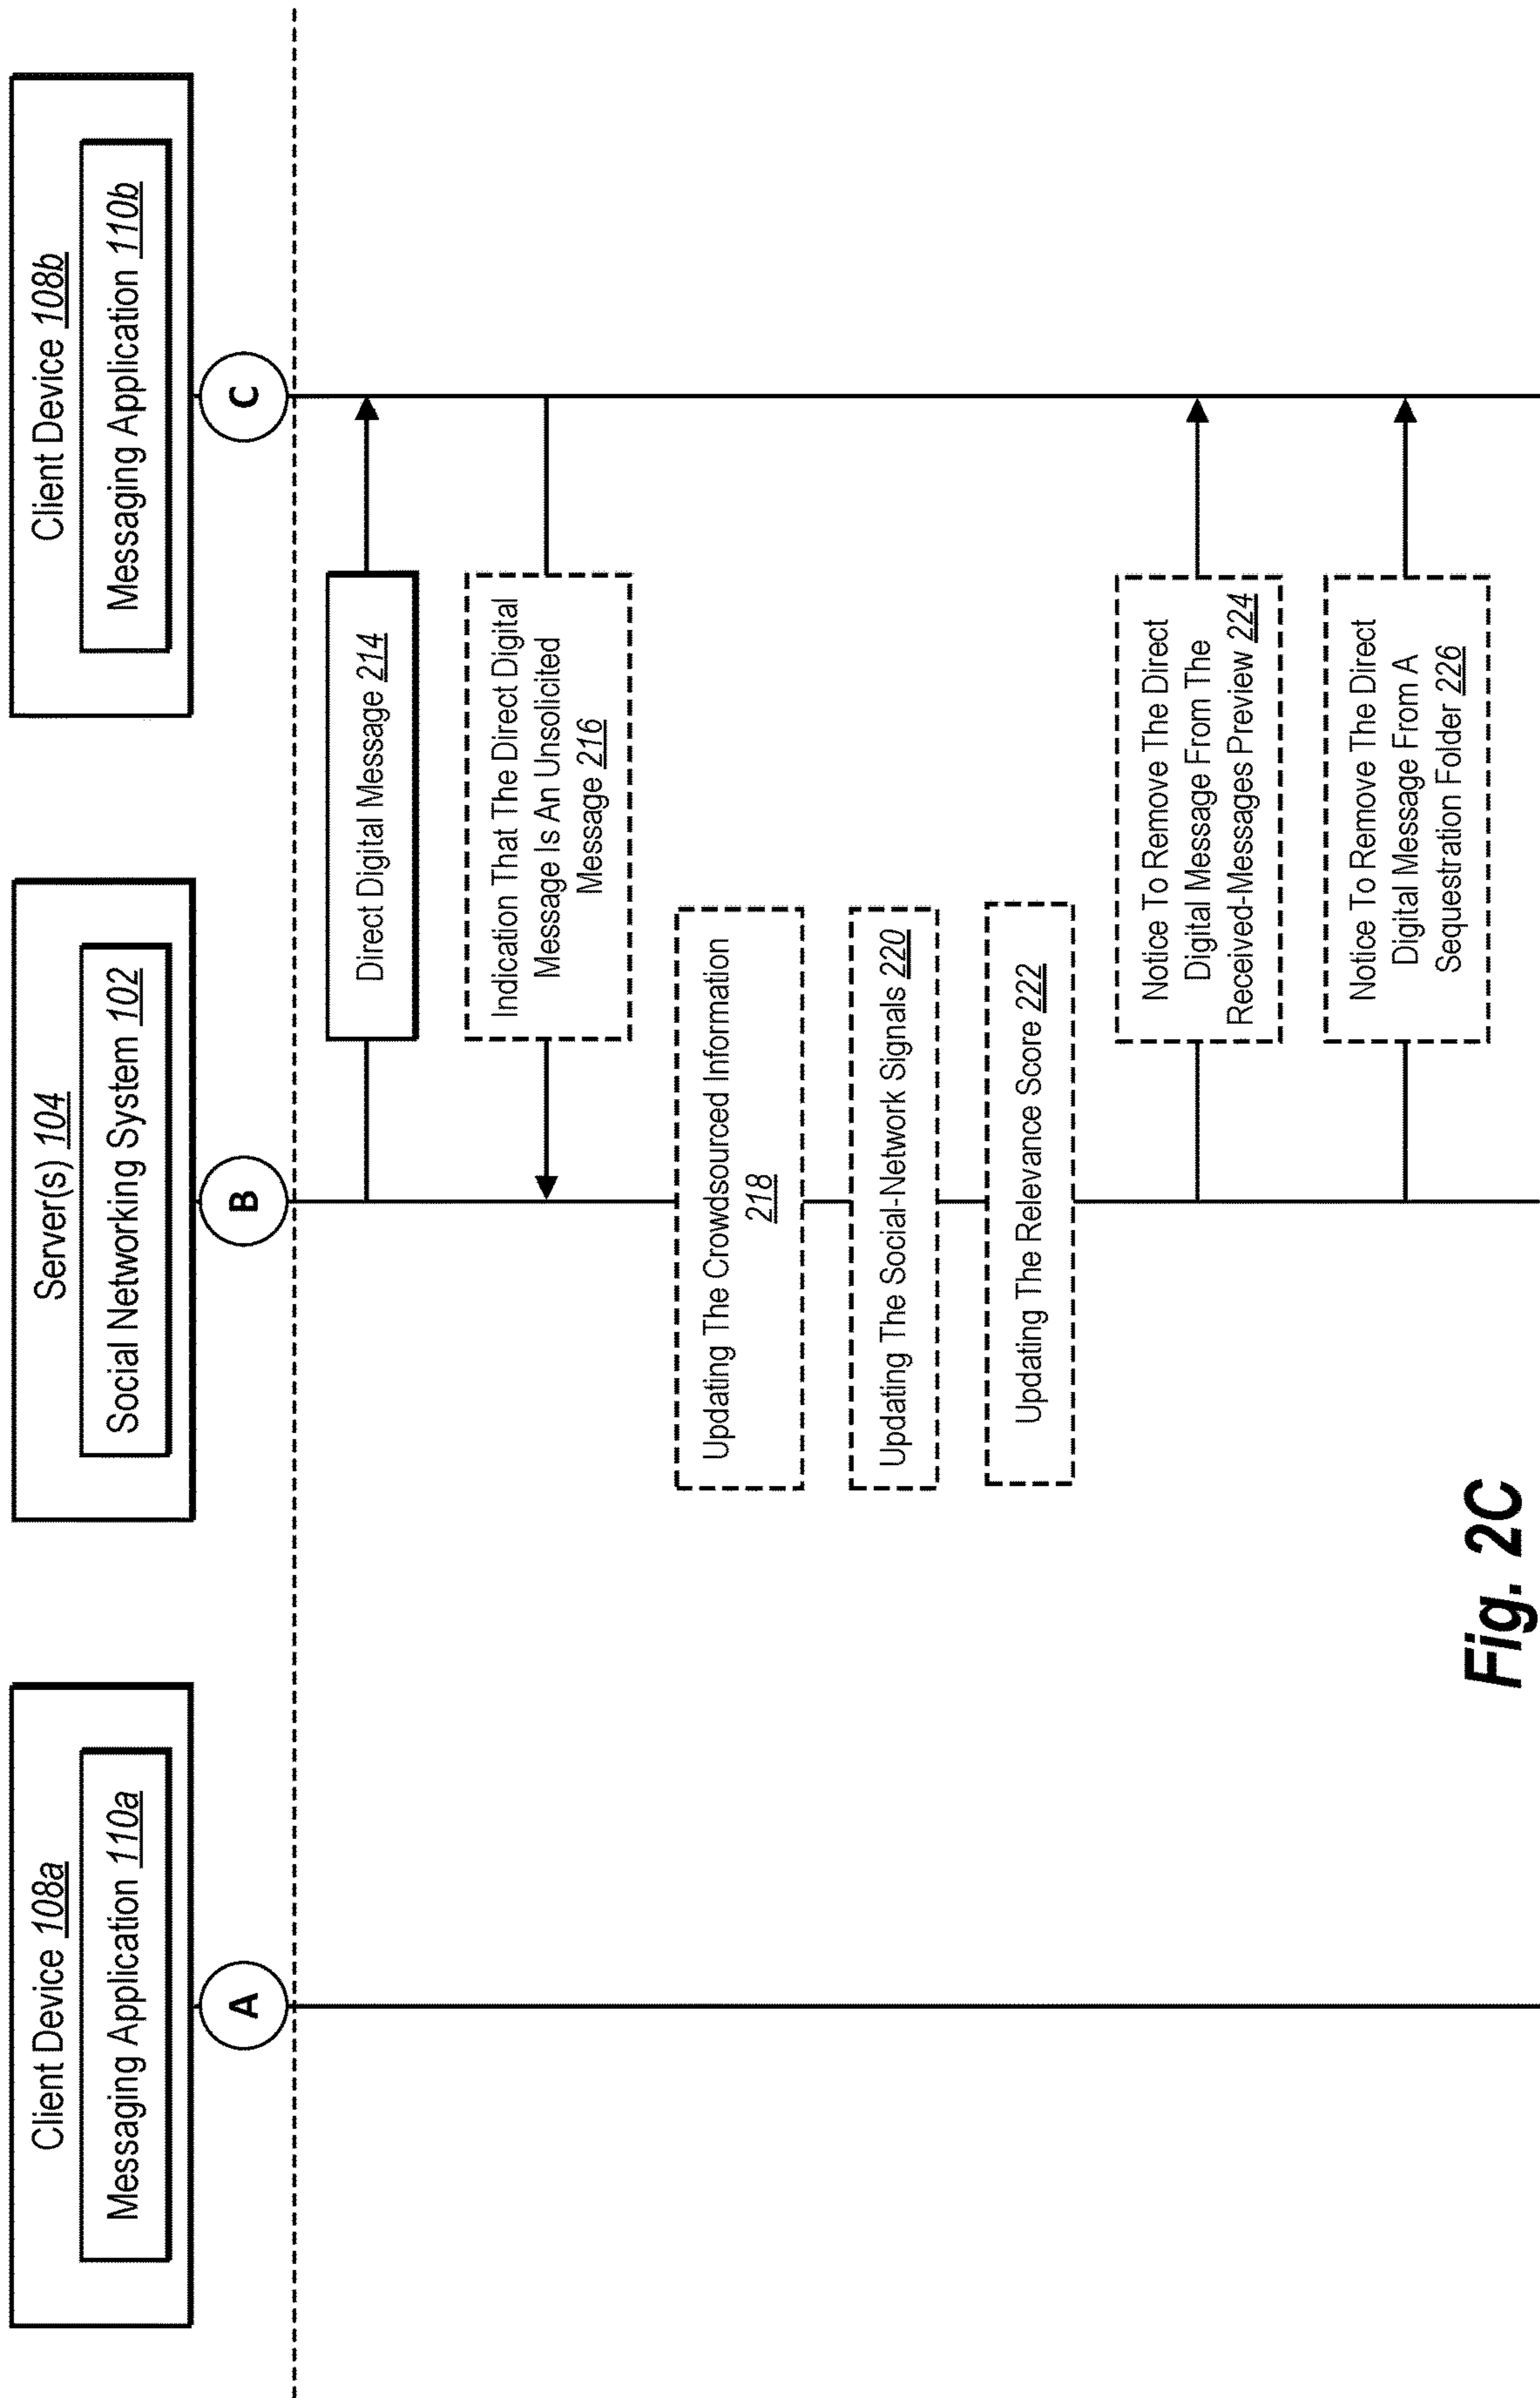 Client Device 108a
Messaging Application 110a
A
Server(s) 104
Social Networking System 102
B
Client Device 108b
Messaging Application 110b
C
Direct Digital Message 214
Indication That The Direct Digital
Message Is An Unsolicited
Message 216
Updating The Crowdsourced Information
218
Updating The Social-Network Signals 220
Updating The Relevance Score 222
Notice To Remove The Direct
Digital Message From The
Received-Messages Preview 224
Notice To Remove The Direct
Digital Message From A
Sequestration Folder 226
Fig. 2C